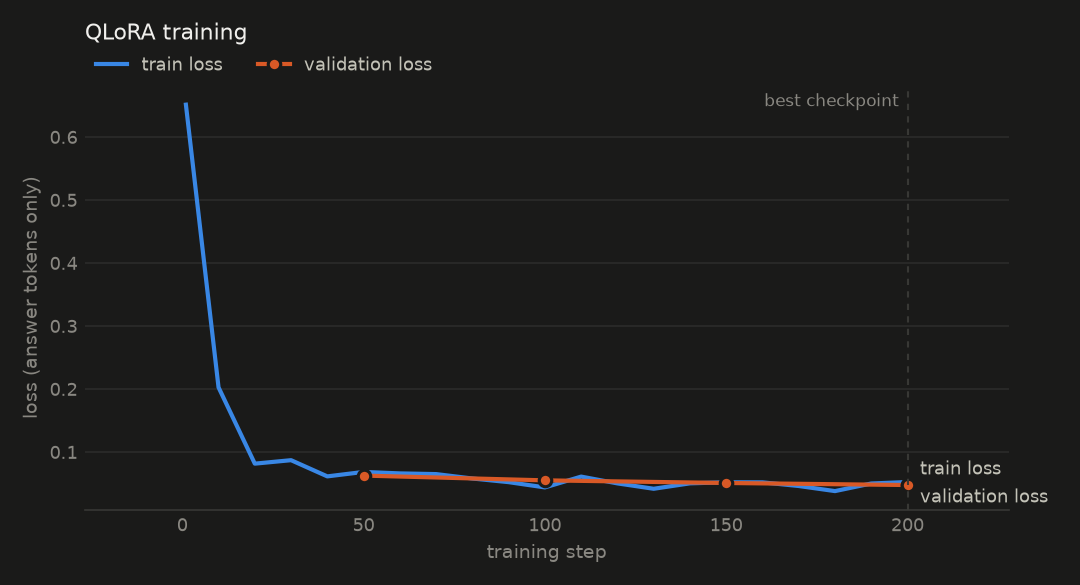 QLoRA training
train loss
validation loss
best checkpoint
0.6
0.5
0.4
0.3
0.2
0.1
loss (answer tokens only)
train loss
validation loss
0 50 100 150 200
training step